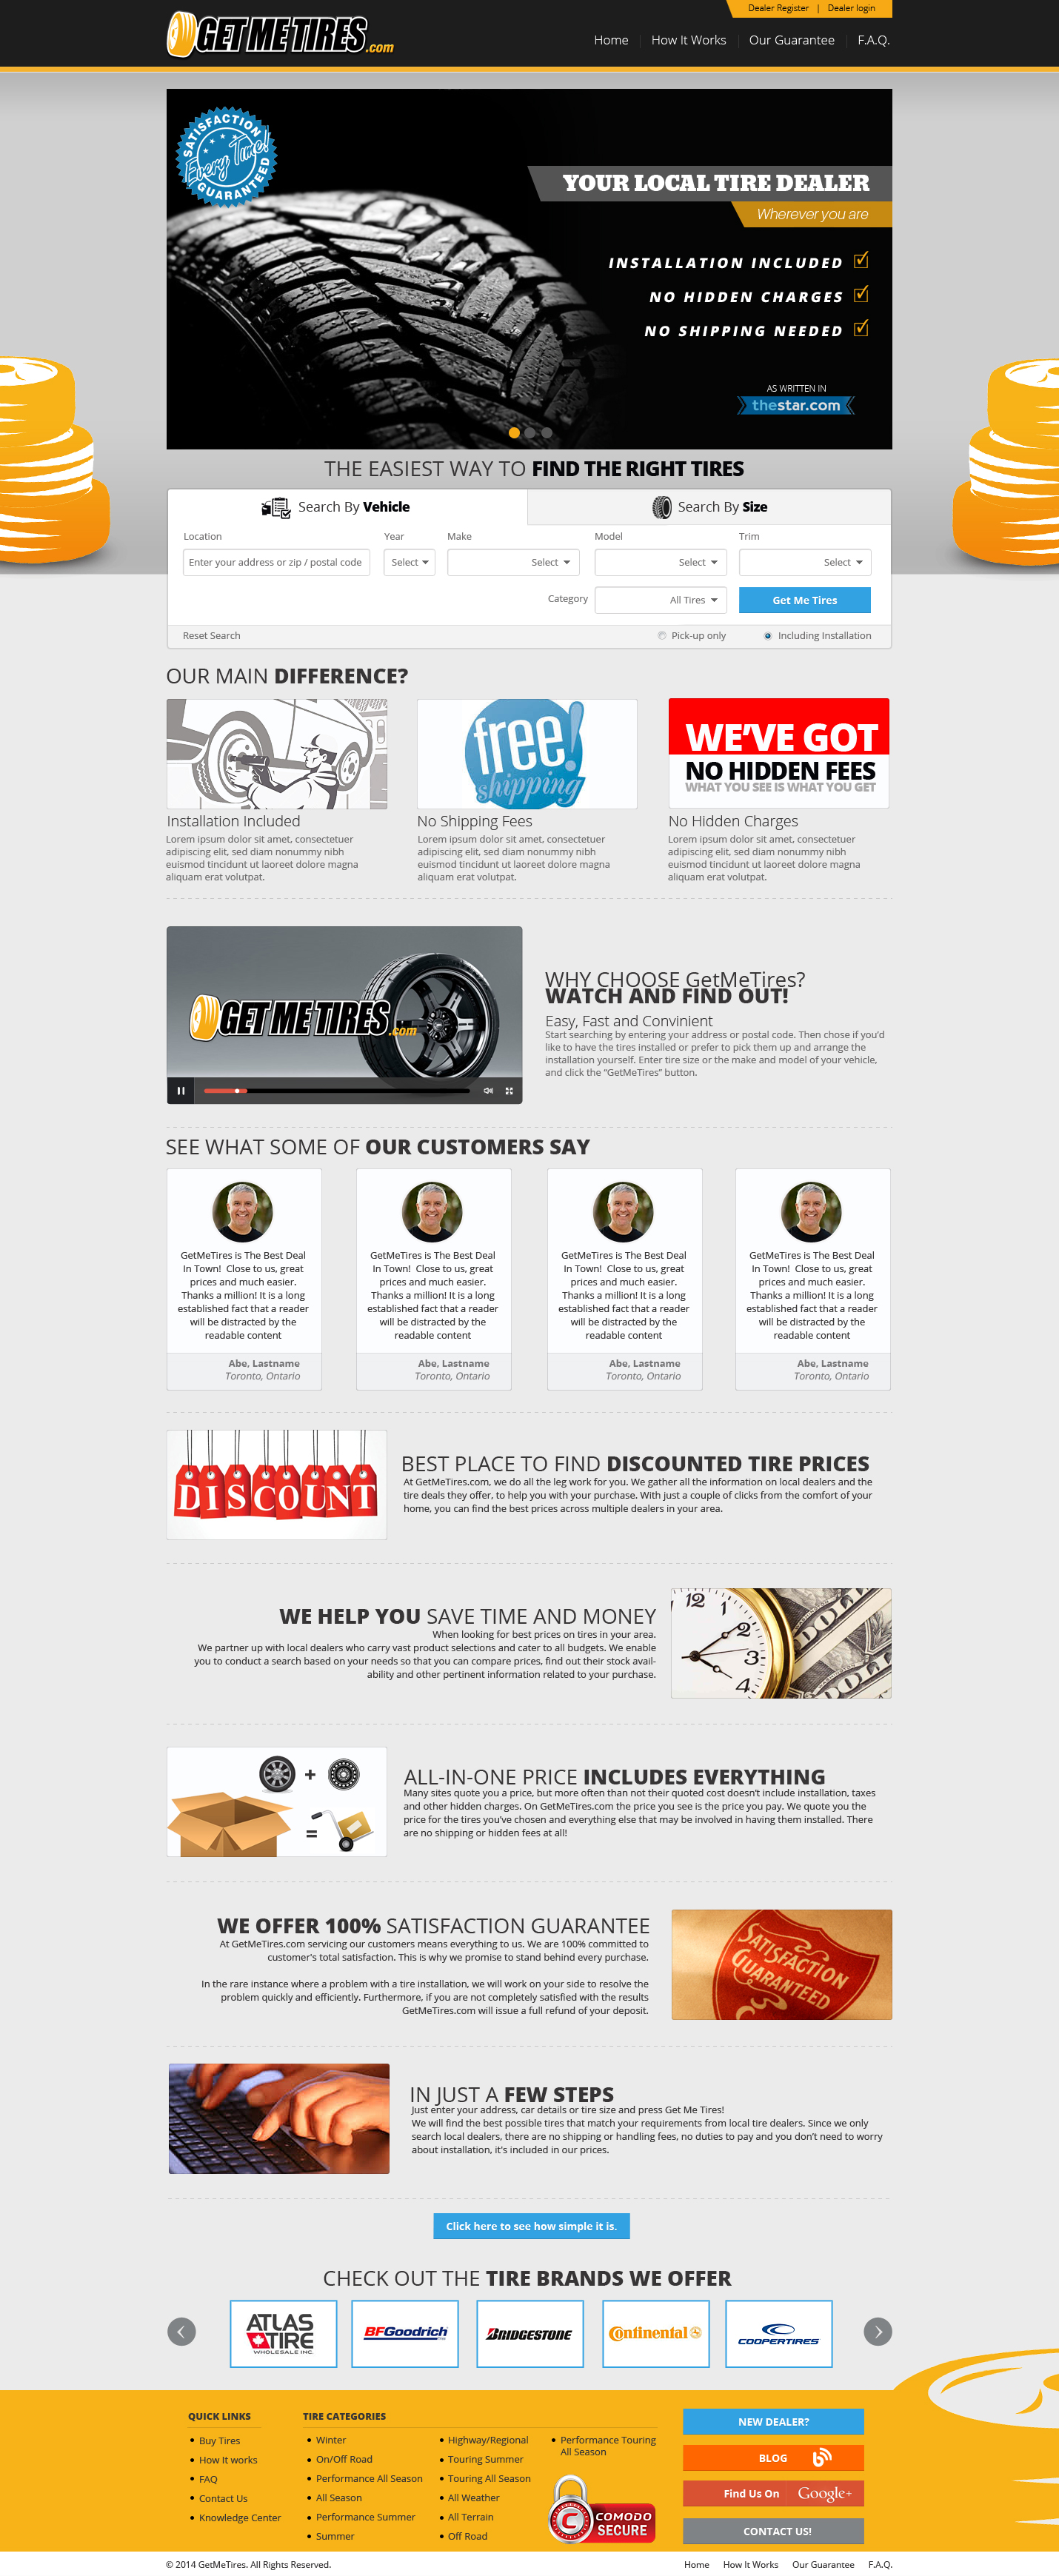 Dealer Register | Dealer login
GET ME TIRES.com
Home How It Works Our Guarantee F.A.Q.
SATISFACTION
Every Time!
GUARANTEED
YOUR LOCAL TIRE DEALER
Wherever you are
INSTALLATION INCLUDED
NO HIDDEN CHARGES
NO SHIPPING NEEDED
AS WRITTEN IN
thestar.com
THE EASIEST WAY TO FIND THE RIGHT TIRES
Search By Vehicle
Search By Size
Location Year Make Model Trim
Enter your address or zip / postal code Select Select Select Select
Category All Tires Get Me Tires
Reset Search Pick-up only Including Installation
OUR MAIN DIFFERENCE?
free!
shipping
WE'VE GOT
NO HIDDEN FEES
WHAT YOU SEE IS WHAT YOU GET
Installation Included
Lorem ipsum dolor sit amet, consectetuer
adipiscing elit, sed diam nonummy nibh
euismod tincidunt ut laoreet dolore magna
aliquam erat volutpat.
No Shipping Fees
Lorem ipsum dolor sit amet, consectetuer
adipiscing elit, sed diam nonummy nibh
euismod tincidunt ut laoreet dolore magna
aliquam erat volutpat.
No Hidden Charges
Lorem ipsum dolor sit amet, consectetuer
adipiscing elit, sed diam nonummy nibh
euismod tincidunt ut laoreet dolore magna
aliquam erat volutpat.
GET ME TIRES.com
WHY CHOOSE GetMeTires?
WATCH AND FIND OUT!
Easy, Fast and Convinient
Start searching by entering your address or postal code. Then chose if you'd
like to have the tires installed or prefer to pick them up and arrange the
installation yourself. Enter tire size or the make and model of your vehicle,
and click the “GetMeTires” button.
SEE WHAT SOME OF OUR CUSTOMERS SAY
GetMeTires is The Best Deal
In Town! Close to us, great
prices and much easier.
Thanks a million! It is a long
established fact that a reader
will be distracted by the
readable content
Abe, Lastname
Toronto, Ontario
GetMeTires is The Best Deal
In Town! Close to us, great
prices and much easier.
Thanks a million! It is a long
established fact that a reader
will be distracted by the
readable content
Abe, Lastname
Toronto, Ontario
GetMeTires is The Best Deal
In Town! Close to us, great
prices and much easier.
Thanks a million! It is a long
established fact that a reader
will be distracted by the
readable content
Abe, Lastname
Toronto, Ontario
GetMeTires is The Best Deal
In Town! Close to us, great
prices and much easier.
Thanks a million! It is a long
established fact that a reader
will be distracted by the
readable content
Abe, Lastname
Toronto, Ontario
DISCOUNT
BEST PLACE TO FIND DISCOUNTED TIRE PRICES
At GetMeTires.com, we do all the leg work for you. We gather all the information on local dealers and the
tire deals they offer, to help you with your purchase. With just a couple of clicks from the comfort of your
home, you can find the best prices across multiple dealers in your area.
WE HELP YOU SAVE TIME AND MONEY
When looking for best prices on tires in your area.
We partner up with local dealers who carry vast product selections and cater to all budgets. We enable
you to conduct a search based on your needs so that you can compare prices, find out their stock avail-
ability and other pertinent information related to your purchase.
12
1
2
3
4
+
=
ALL-IN-ONE PRICE INCLUDES EVERYTHING
Many sites quote you a price, but more often than not their quoted cost doesn't include installation, taxes
and other hidden charges. On GetMeTires.com the price you see is the price you pay. We quote you the
price for the tires you've chosen and everything else that may be involved in having them installed. There
are no shipping or hidden fees at all!
WE OFFER 100% SATISFACTION GUARANTEE
At GetMeTires.com servicing our customers means everything to us. We are 100% committed to
customer's total satisfaction. This is why we promise to stand behind every purchase.
In the rare instance where a problem with a tire installation, we will work on your side to resolve the
problem quickly and efficiently. Furthermore, if you are not completely satisfied with the results
GetMeTires.com will issue a full refund of your deposit.
SATISFACTION
GUARANTEED
IN JUST A FEW STEPS
Just enter your address, car details or tire size and press Get Me Tires!
We will find the best possible tires that match your requirements from local tire dealers. Since we only
search local dealers, there are no shipping or handling fees, no duties to pay and you don't need to worry
about installation, it's included in our prices.
Click here to see how simple it is.
CHECK OUT THE TIRE BRANDS WE OFFER
ATLAS
TIRE
WHOLESALE INC.
BFGoodrich
BRIDGESTONE
Continental
COOPERTIRES
QUICK LINKS
Buy Tires
How It works
FAQ
Contact Us
Knowledge Center
TIRE CATEGORIES
Winter
On/Off Road
Performance All Season
All Season
Performance Summer
Summer
Highway/Regional
Touring Summer
Touring All Season
All Weather
All Terrain
Off Road
Performance Touring
All Season
COMODO
SECURE
NEW DEALER?
BLOG
Find Us On Google+
CONTACT US!
© 2014 GetMeTires. All Rights Reserved.
Home How It Works Our Guarantee F.A.Q.